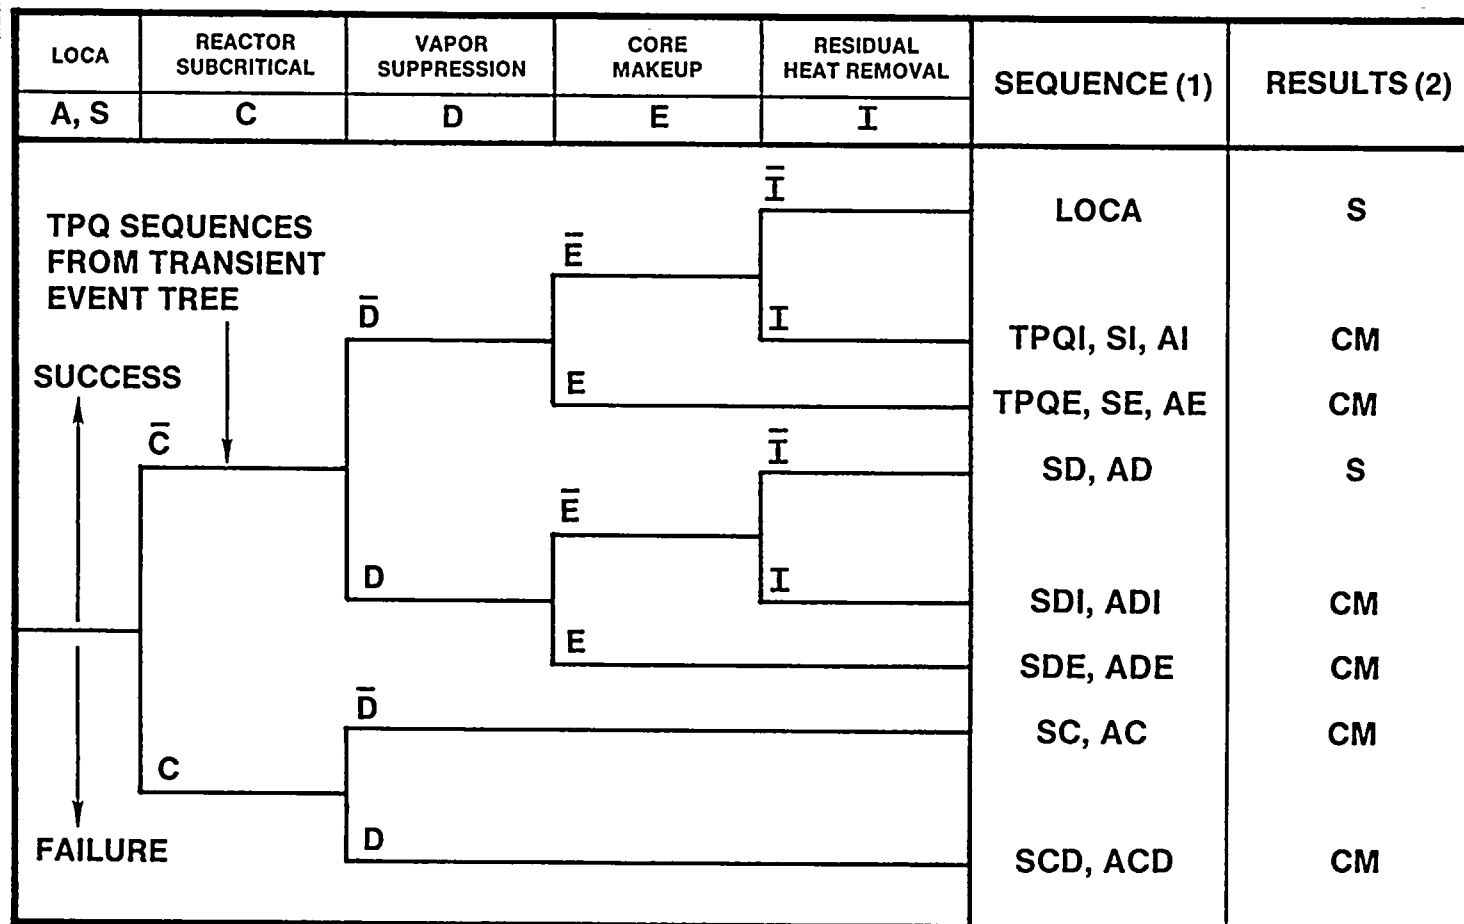 LOCA
REACTOR
SUBCRITICAL
VAPOR
SUPPRESSION
CORE
MAKEUP
RESIDUAL
HEAT REMOVAL
SEQUENCE (1)
RESULTS (2)
A, S
C
D
E
I
TPQ SEQUENCES
FROM TRANSIENT
EVENT TREE
SUCCESS
FAILURE
C̅
C
D̅
D
D̅
D
E̅
E
E̅
E
I̅
I
I̅
I
LOCA S
TPQI, SI, AI CM
TPQE, SE, AE CM
SD, AD S
SDI, ADI CM
SDE, ADE CM
SC, AC CM
SCD, ACD CM